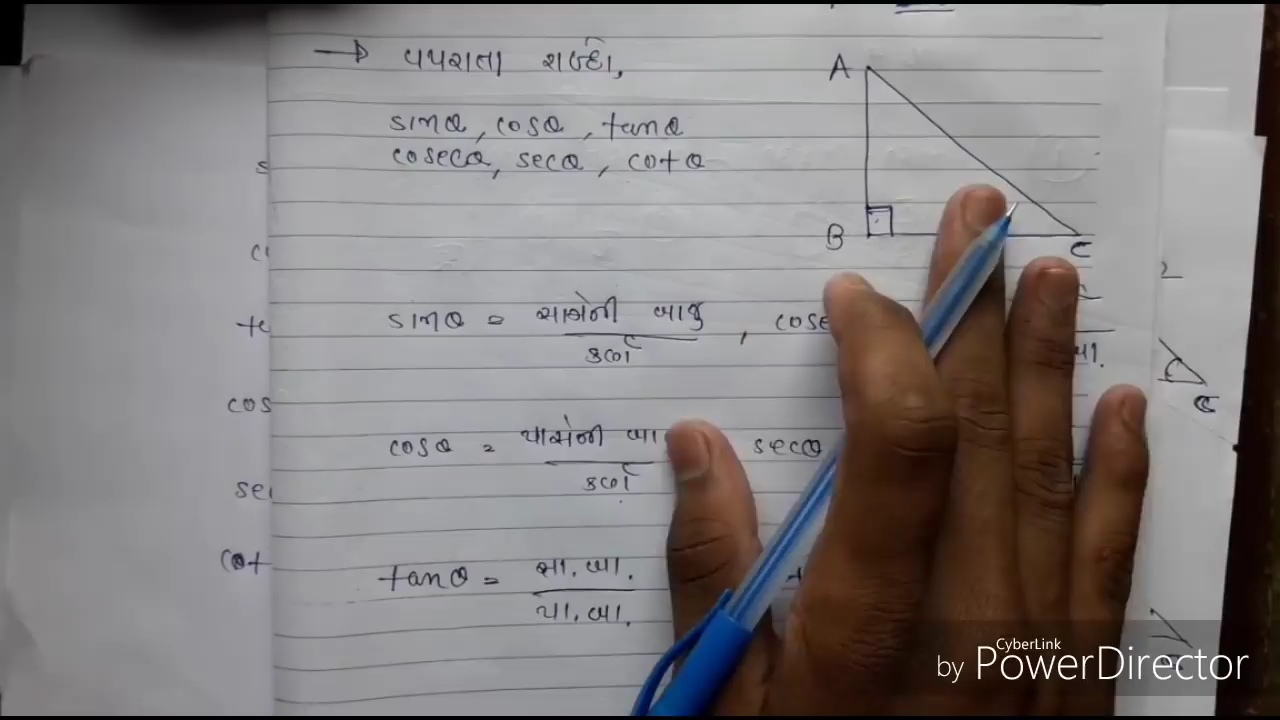 → વપરાતા શબ્દો,
sinθ, cosθ, tanθ
cosecθ, secθ, cotθ
A
B
C
sinθ = સામેની બાજુ / કર્ણ , cose
બા.
cosθ = પાસેની બા / કર્ણ secθ
tanθ = સા. બા. / પા. બા.
cos
cot
CyberLink
by PowerDirector